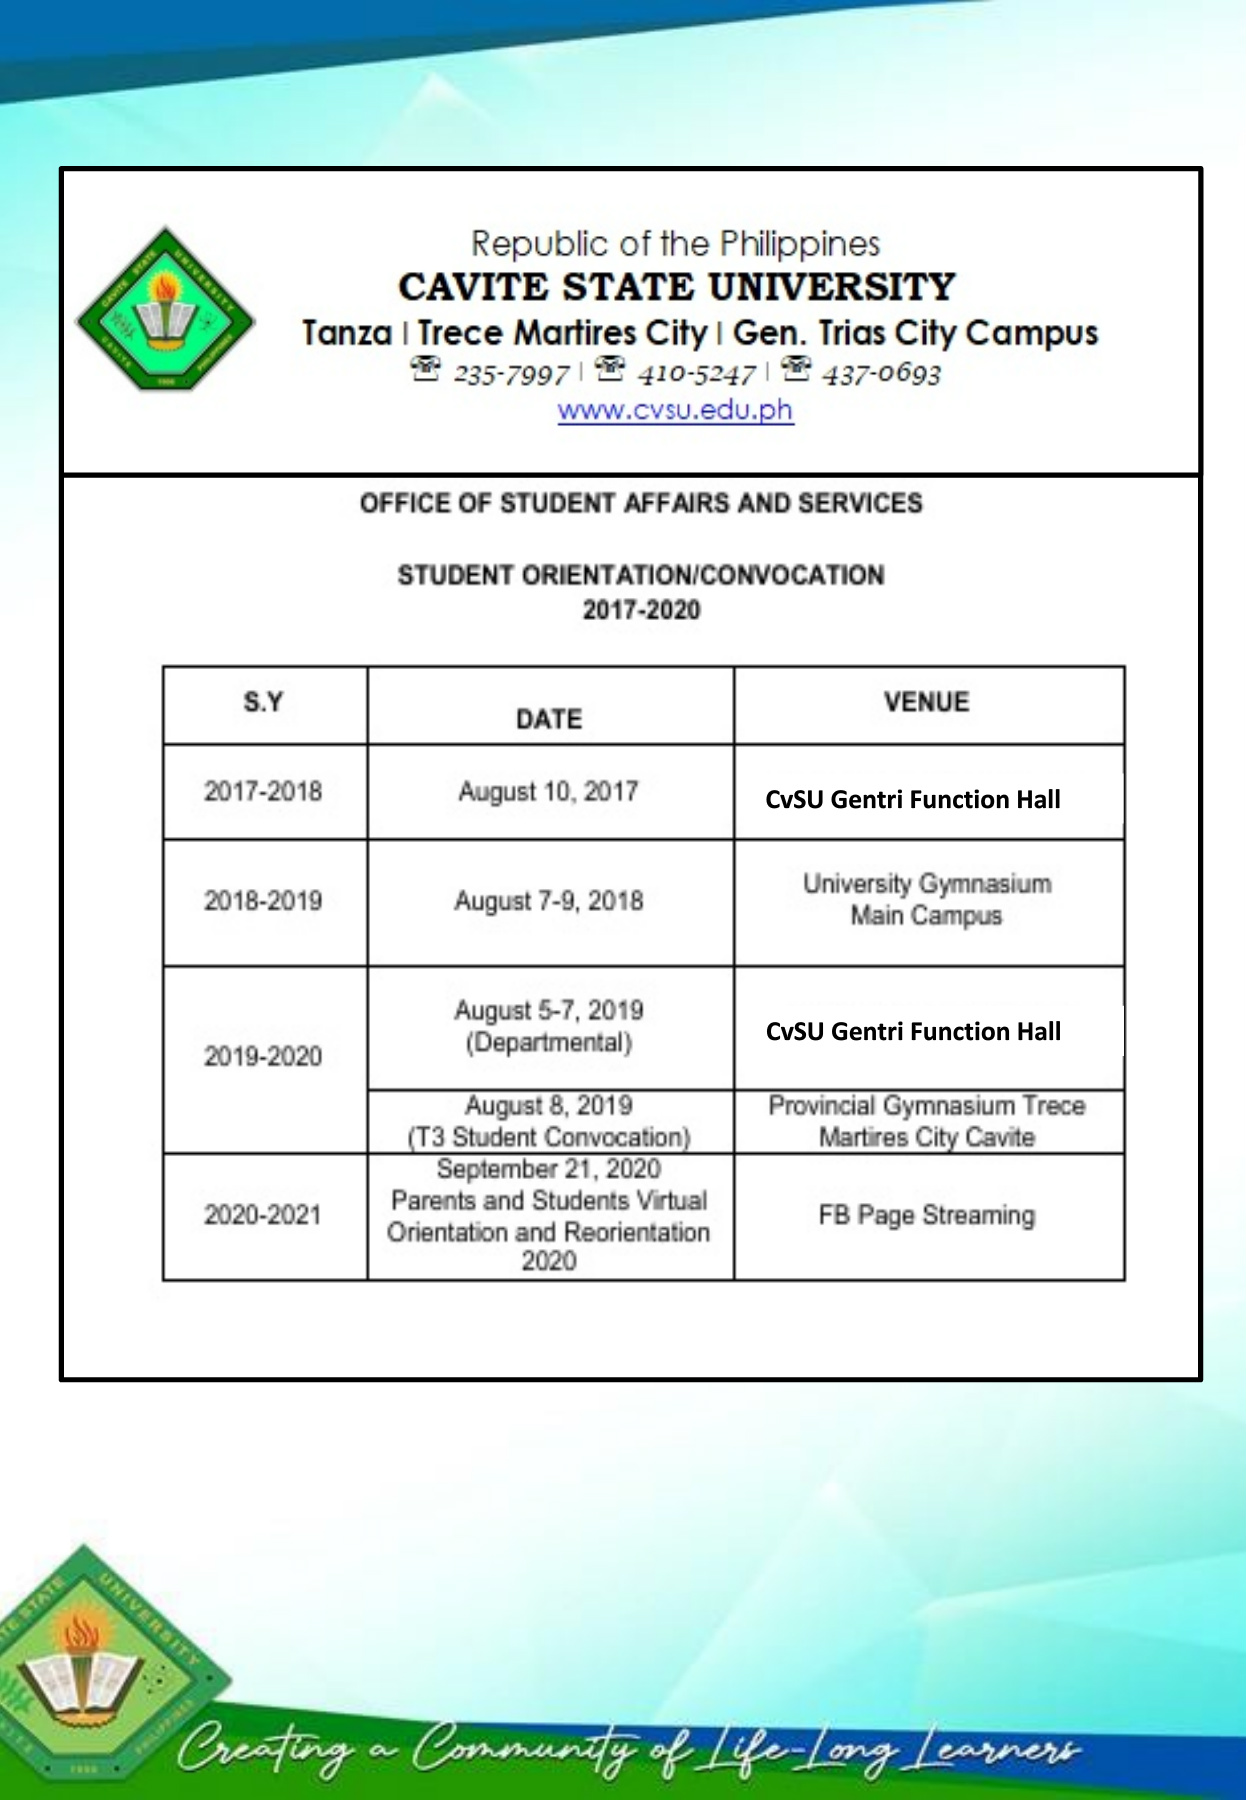 Republic of the Philippines
CAVITE STATE UNIVERSITY
Tanza | Trece Martires City | Gen. Trias City Campus
☎ 235-7997 | ☎ 410-5247 | ☎ 437-0693
www.cvsu.edu.ph
OFFICE OF STUDENT AFFAIRS AND SERVICES
STUDENT ORIENTATION/CONVOCATION
2017-2020
S.Y
DATE
VENUE
2017-2018
August 10, 2017
CvSU Gentri Function Hall
2018-2019
August 7-9, 2018
University Gymnasium
Main Campus
2019-2020
August 5-7, 2019
(Departmental)
CvSU Gentri Function Hall
August 8, 2019
(T3 Student Convocation)
Provincial Gymnasium Trece
Martires City Cavite
2020-2021
September 21, 2020
Parents and Students Virtual
Orientation and Reorientation
2020
FB Page Streaming
Creating a Community of Life-Long Learners